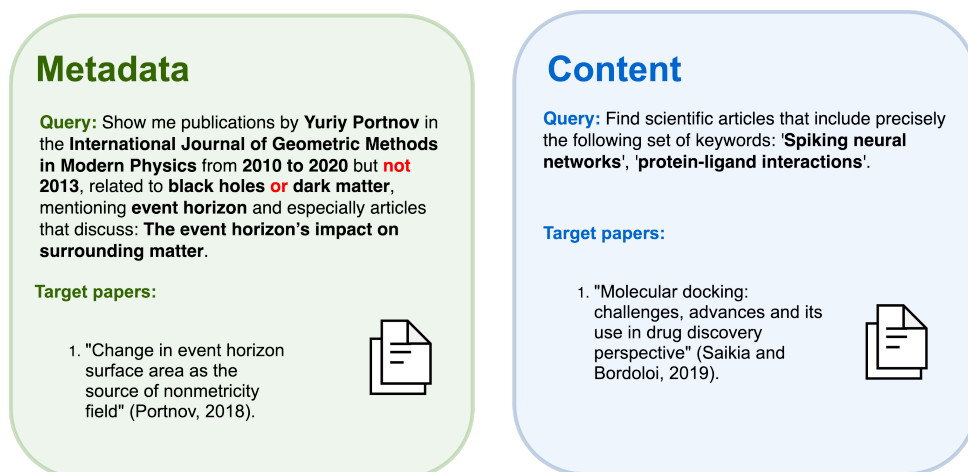 Metadata
Query: Show me publications by Yuriy Portnov in
the International Journal of Geometric Methods
in Modern Physics from 2010 to 2020 but not
2013, related to black holes or dark matter,
mentioning event horizon and especially articles
that discuss: The event horizon's impact on
surrounding matter.
Target papers:
1. "Change in event horizon
surface area as the
source of nonmetricity
field" (Portnov, 2018).
Content
Query: Find scientific articles that include precisely
the following set of keywords: 'Spiking neural
networks', 'protein-ligand interactions'.
Target papers:
1. "Molecular docking:
challenges, advances and its
use in drug discovery
perspective" (Saikia and
Bordoloi, 2019).